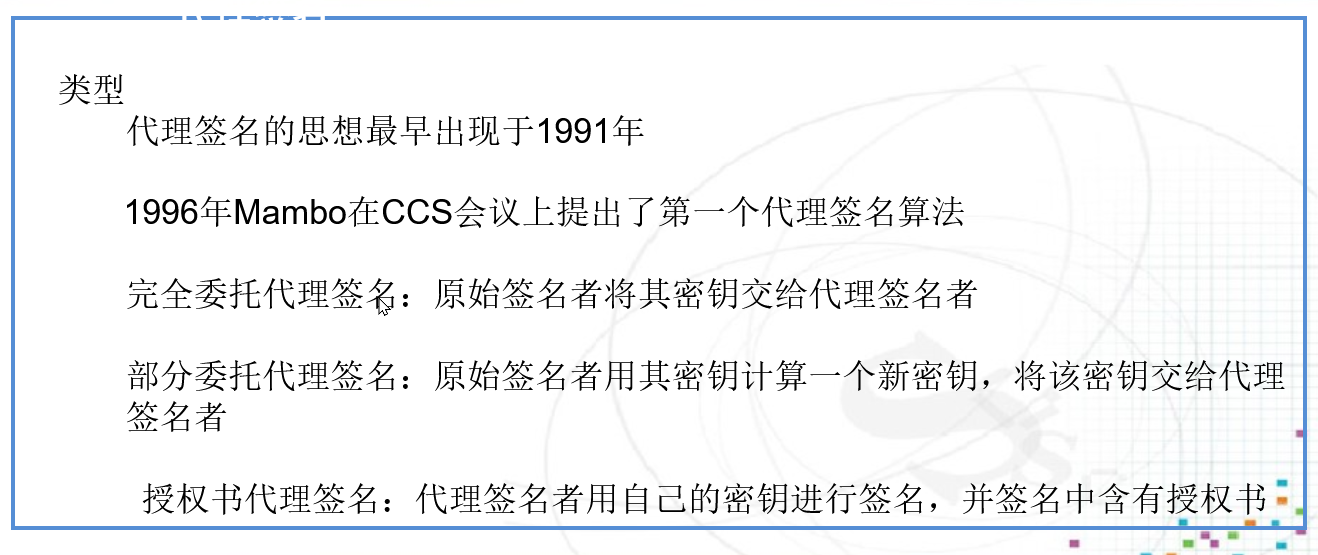 类型
代理签名的思想最早出现于1991年
1996年Mambo在CCS会议上提出了第一个代理签名算法
完全委托代理签名：原始签名者将其密钥交给代理签名者
部分委托代理签名：原始签名者用其密钥计算一个新密钥，将该密钥交给代理
签名者
授权书代理签名：代理签名者用自己的密钥进行签名，并签名中含有授权书